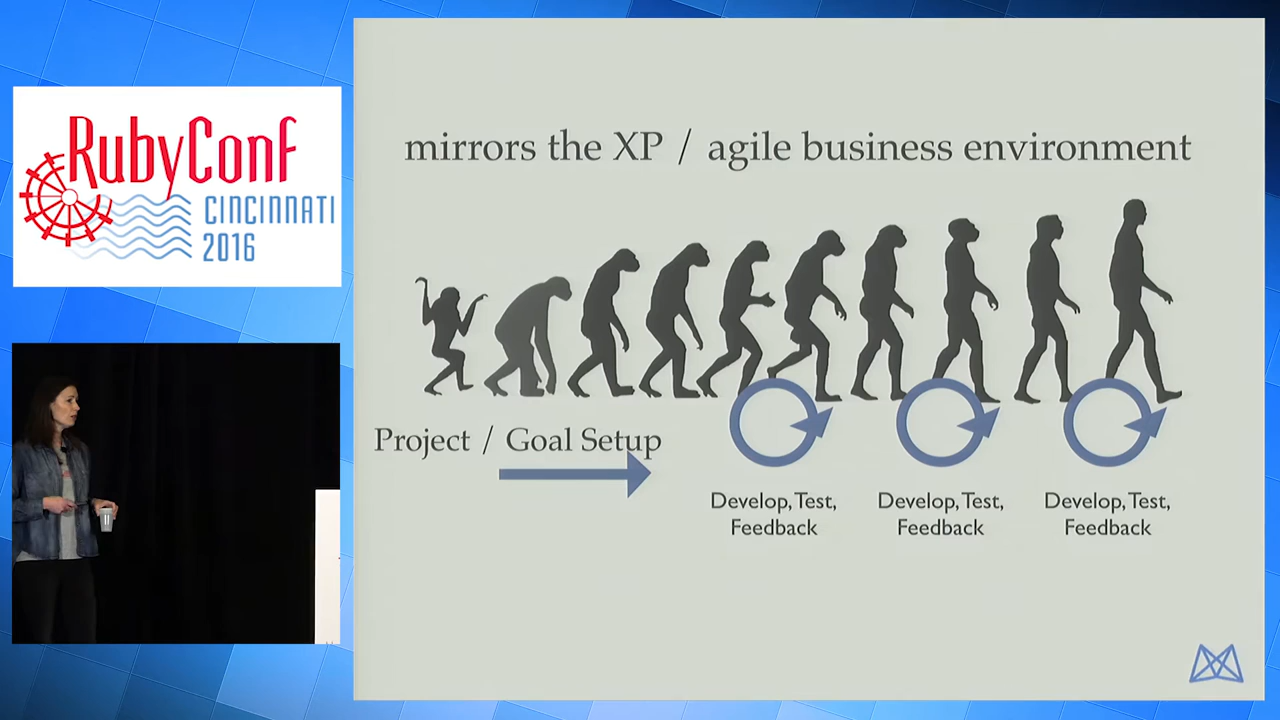 RubyConf
CINCINNATI
2016
mirrors the XP / agile business environment
Project / Goal Setup
Develop, Test,
Feedback
Develop, Test,
Feedback
Develop, Test,
Feedback